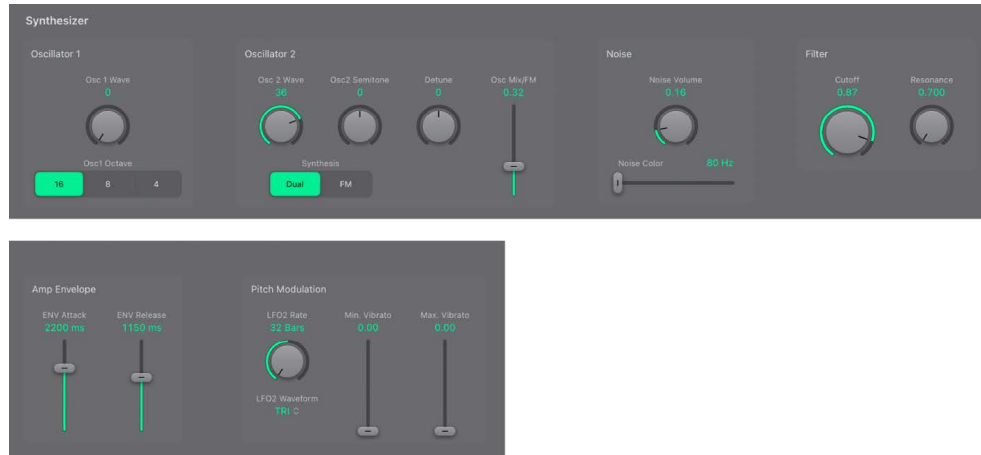 Synthesizer
Oscillator 1
Osc 1 Wave
0
Osc1 Octave
16 8 4
Oscillator 2
Osc 2 Wave Osc2 Semitone Detune Osc Mix/FM
36 0 0 0.32
Synthesis
Dual FM
Noise
Noise Volume
0.16
Noise Color 80 Hz
Filter
Cutoff Resonance
0.87 0.700
Amp Envelope
ENV Attack ENV Release
2200 ms 1150 ms
Pitch Modulation
LFO2 Rate Min. Vibrato Max. Vibrato
32 Bars 0.00 0.00
LFO2 Waveform
TRI